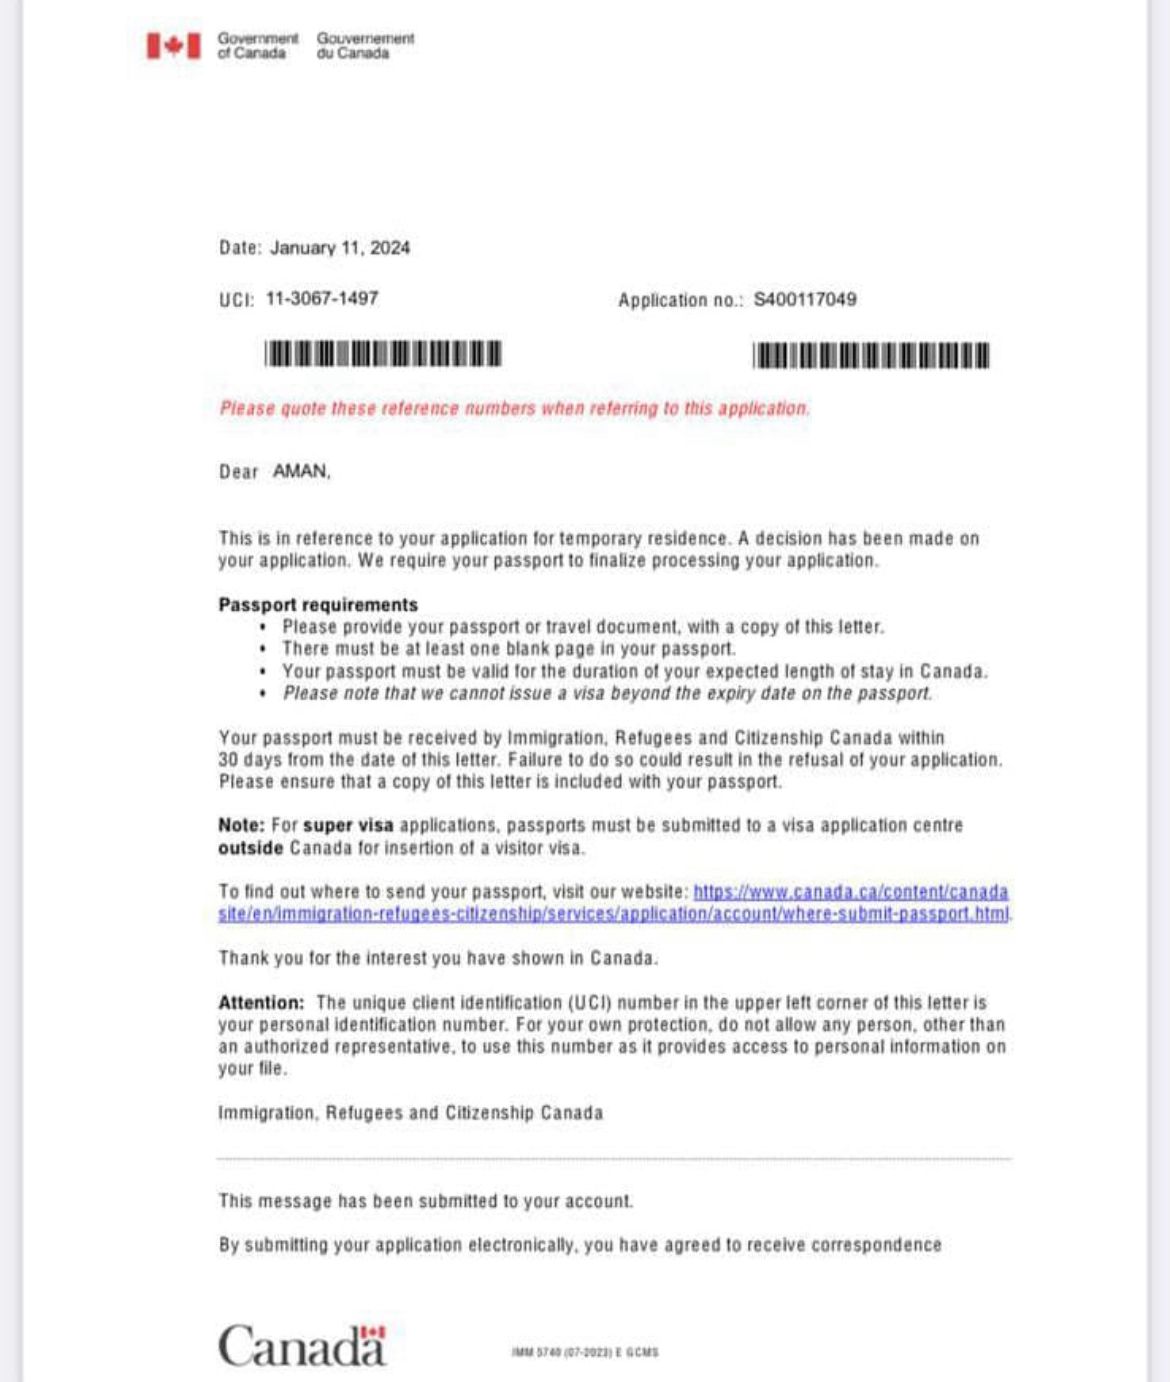 Government Gouvernement
of Canada du Canada
Date: January 11, 2024
UCI: 11-3067-1497 Application no.: S400117049
Please quote these reference numbers when referring to this application.
Dear AMAN,
This is in reference to your application for temporary residence. A decision has been made on
your application. We require your passport to finalize processing your application.
Passport requirements
• Please provide your passport or travel document, with a copy of this letter.
• There must be at least one blank page in your passport.
• Your passport must be valid for the duration of your expected length of stay in Canada.
• Please note that we cannot issue a visa beyond the expiry date on the passport.
Your passport must be received by Immigration, Refugees and Citizenship Canada within
30 days from the date of this letter. Failure to do so could result in the refusal of your application.
Please ensure that a copy of this letter is included with your passport.
Note: For super visa applications, passports must be submitted to a visa application centre
outside Canada for insertion of a visitor visa.
To find out where to send your passport, visit our website: https://www.canada.ca/content/canada
site/en/immigration-refugees-citizenship/services/application/account/where-submit-passport.html.
Thank you for the interest you have shown in Canada.
Attention: The unique client identification (UCI) number in the upper left corner of this letter is
your personal identification number. For your own protection, do not allow any person, other than
an authorized representative, to use this number as it provides access to personal information on
your file.
Immigration, Refugees and Citizenship Canada
This message has been submitted to your account.
By submitting your application electronically, you have agreed to receive correspondence
Canada
IMM 5740 (07-2023) E GCMS